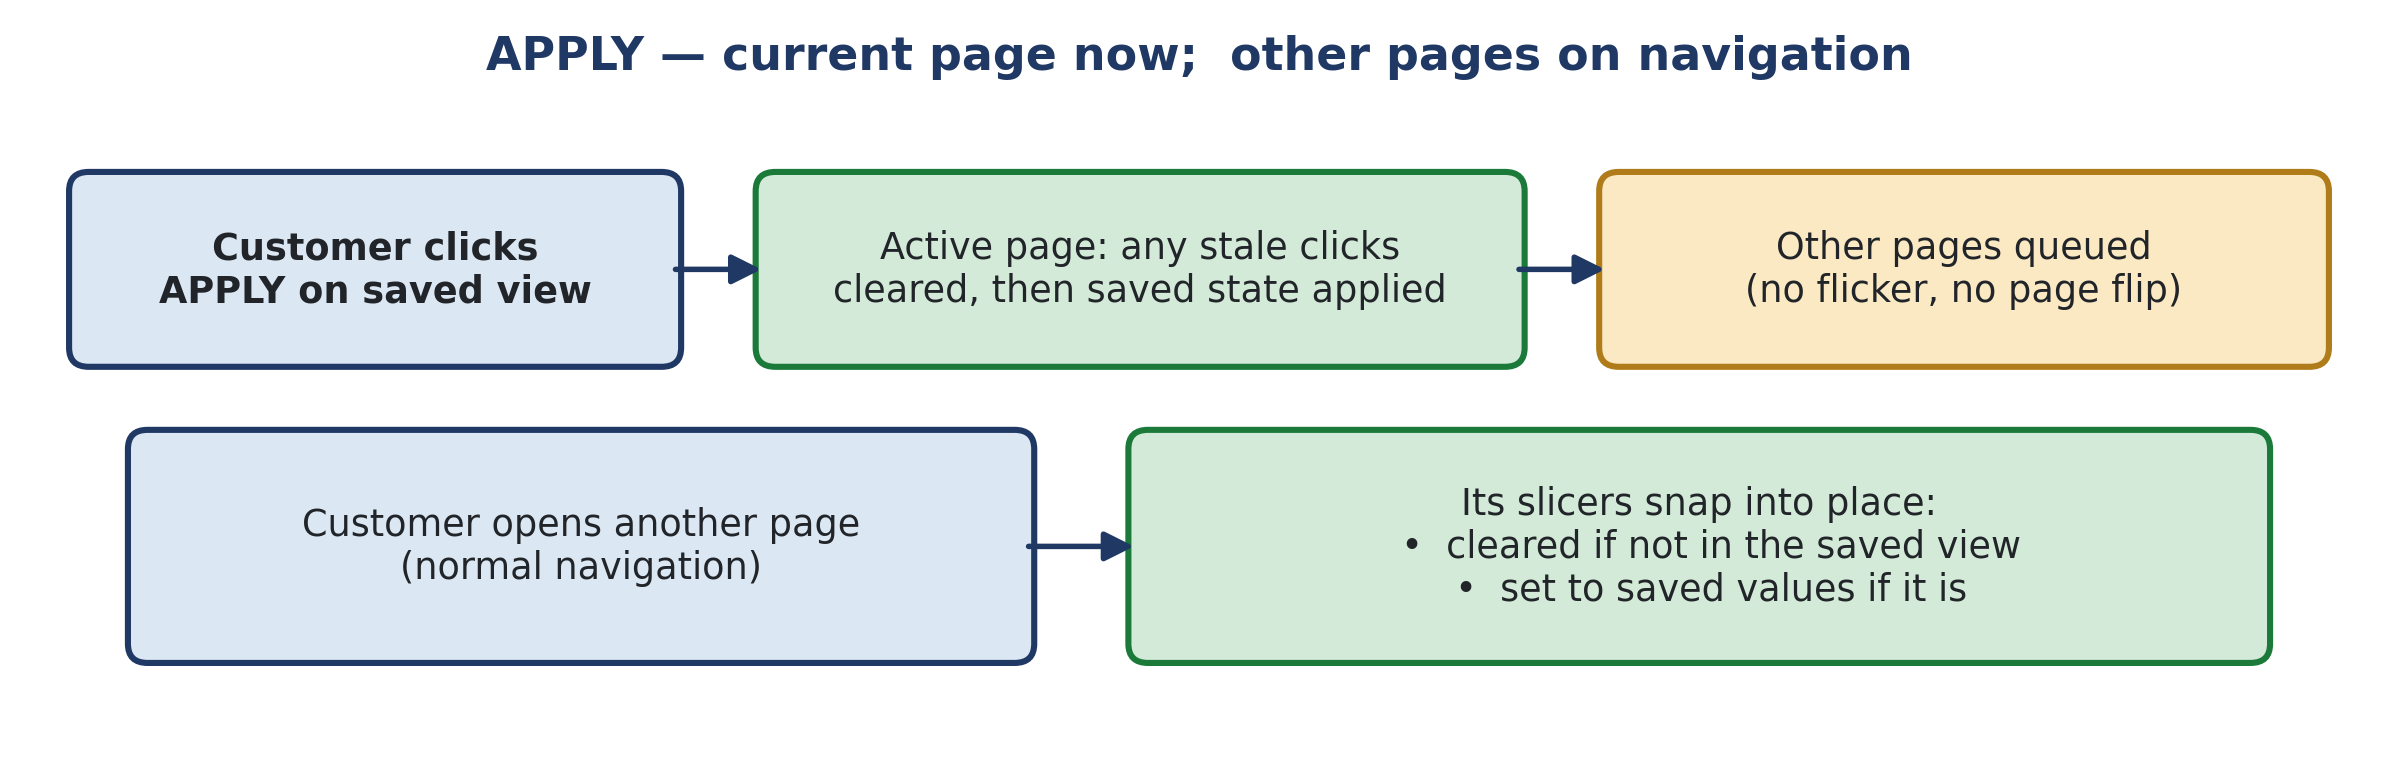 APPLY — current page now;  other pages on navigation
Customer clicks
APPLY on saved view
Active page: any stale clicks
cleared, then saved state applied
Other pages queued
(no flicker, no page flip)
Customer opens another page
(normal navigation)
Its slicers snap into place:
•  cleared if not in the saved view
•  set to saved values if it is